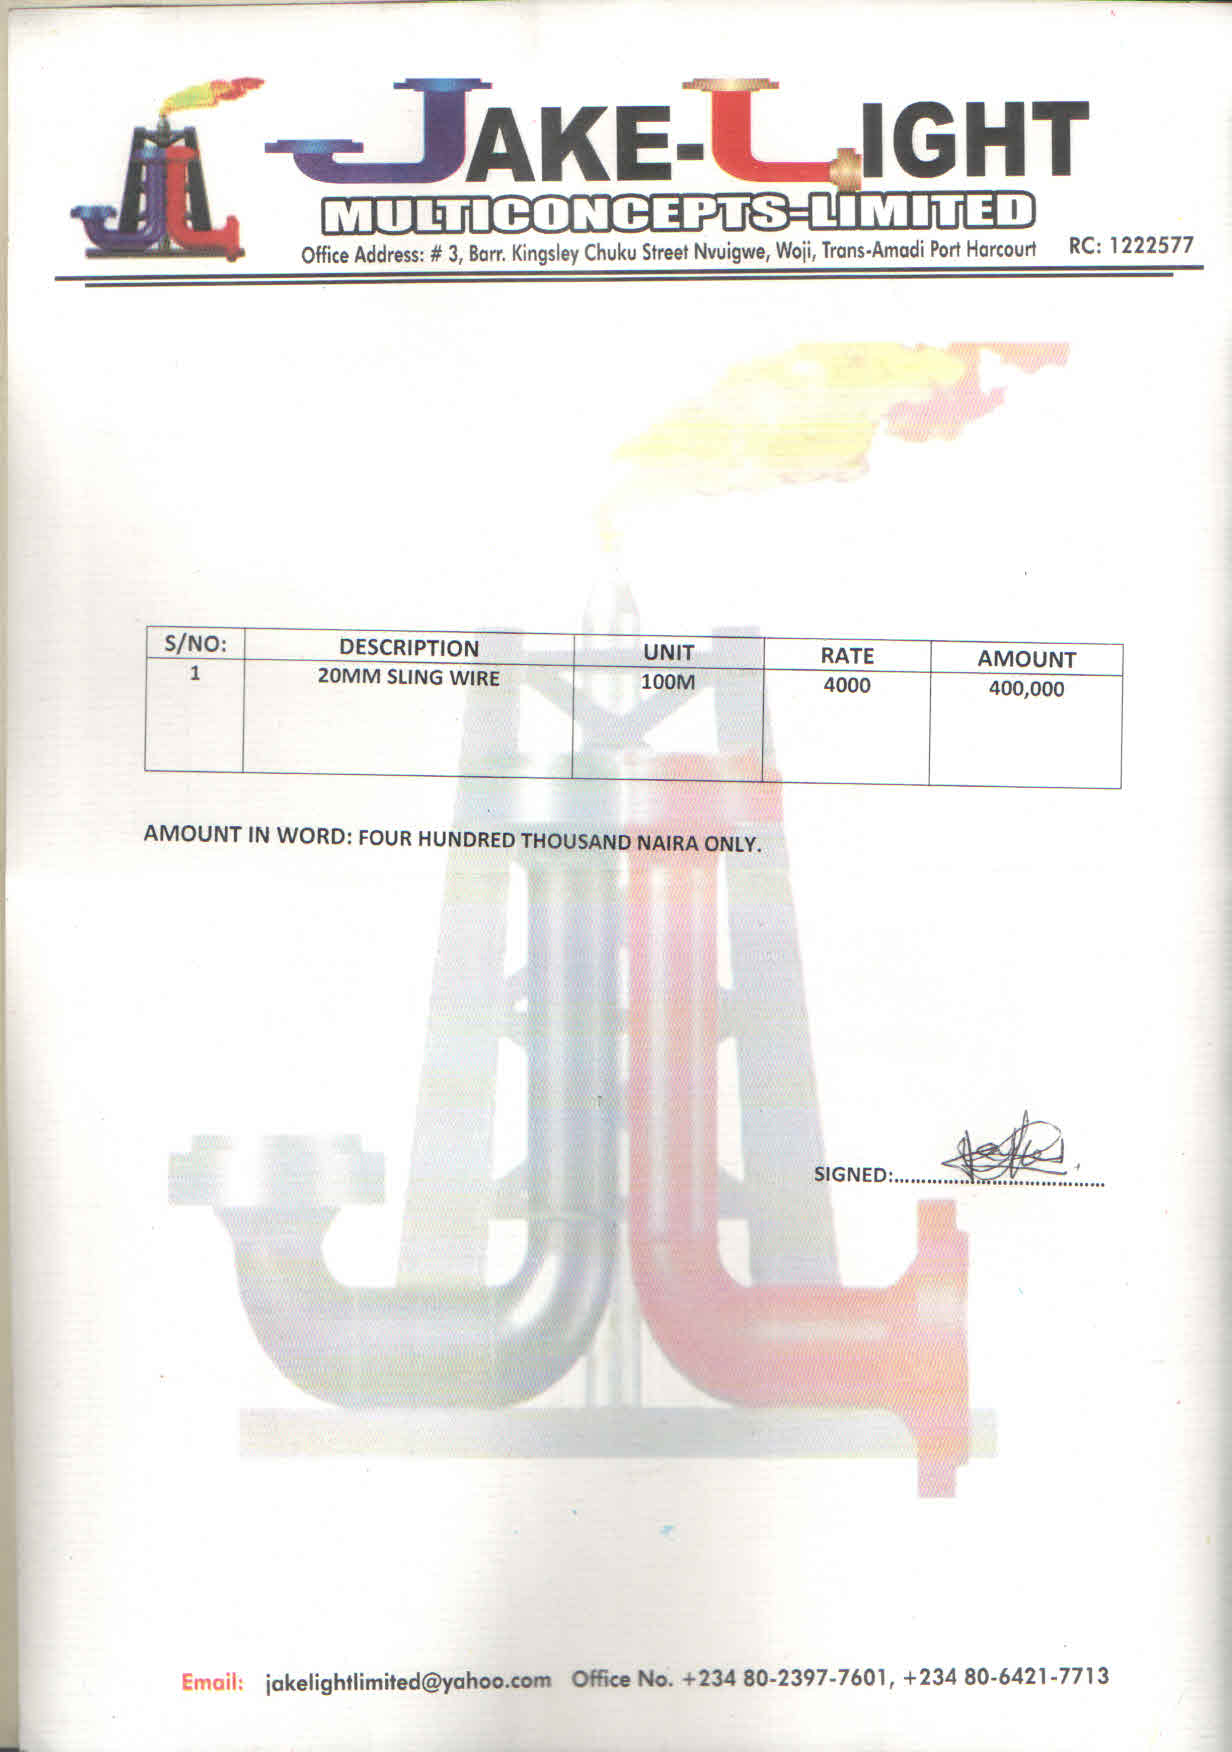 JAKE-LIGHT
MULTICONCEPTS-LIMITED
Office Address: # 3, Barr. Kingsley Chuku Street Nvuigwe, Woji, Trans-Amadi Port Harcourt RC: 1222577
S/NO: DESCRIPTION UNIT RATE AMOUNT
1 20MM SLING WIRE 100M 4000 400,000
AMOUNT IN WORD: FOUR HUNDRED THOUSAND NAIRA ONLY.
SIGNED:......................................
Email: jakelightlimited@yahoo.com Office No. +234 80-2397-7601, +234 80-6421-7713